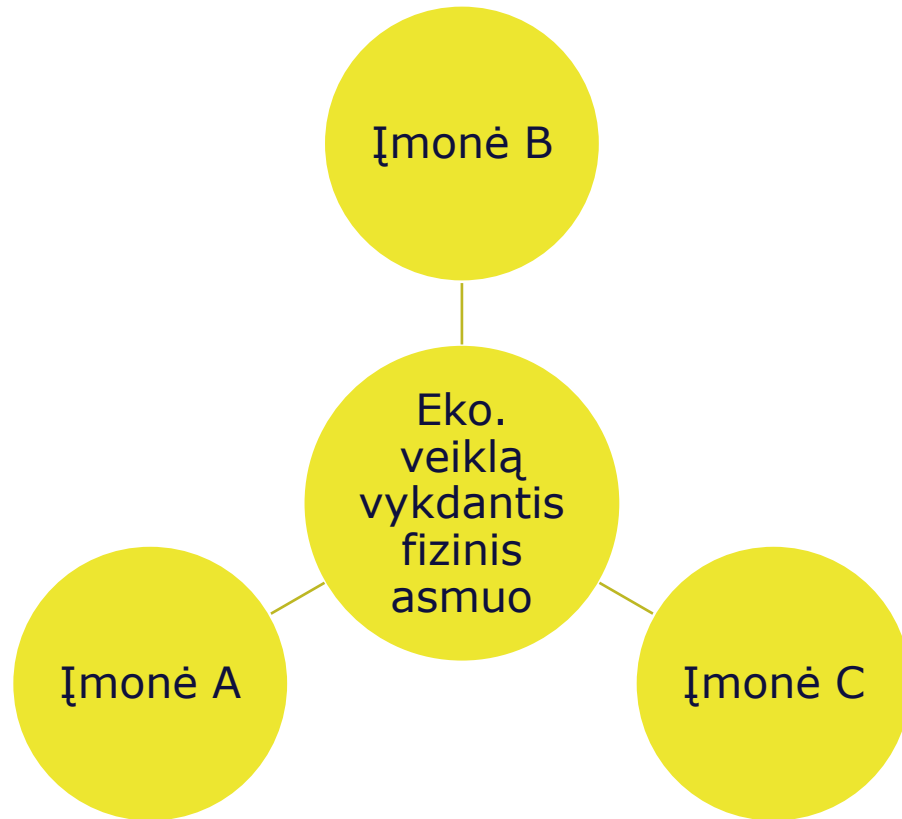 Įmonė B
Eko.
veiklą
vykdantis
fizinis
asmuo
Įmonė A
Įmonė C